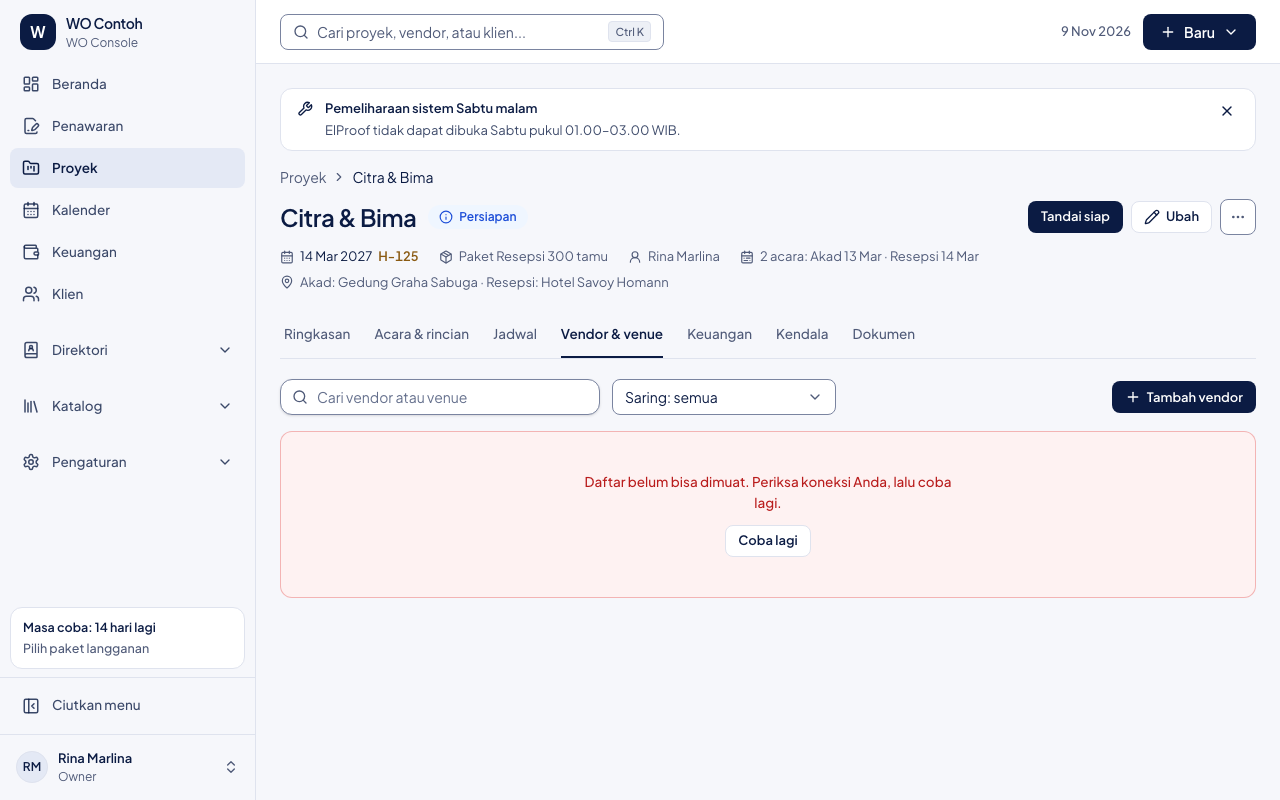 W
WO Contoh
WO Console
Cari proyek, vendor, atau klien...
Ctrl K
9 Nov 2026
Baru
Beranda
Penawaran
Proyek
Kalender
Keuangan
Klien
Direktori
Katalog
Pengaturan
Masa coba: 14 hari lagi
Pilih paket langganan
Ciutkan menu
RM
Rina Marlina
Owner
Pemeliharaan sistem Sabtu malam
ElProof tidak dapat dibuka Sabtu pukul 01.00–03.00 WIB.
Proyek
Citra & Bima
Citra & Bima
Persiapan
Tandai siap
Ubah
14 Mar 2027 H-125
Paket Resepsi 300 tamu
Rina Marlina
2 acara: Akad 13 Mar · Resepsi 14 Mar
Akad: Gedung Graha Sabuga · Resepsi: Hotel Savoy Homann
Ringkasan
Acara & rincian
Jadwal
Vendor & venue
Keuangan
Kendala
Dokumen
Cari vendor atau venue
Saring: semua
Tambah vendor
Daftar belum bisa dimuat. Periksa koneksi Anda, lalu coba
lagi.
Coba lagi